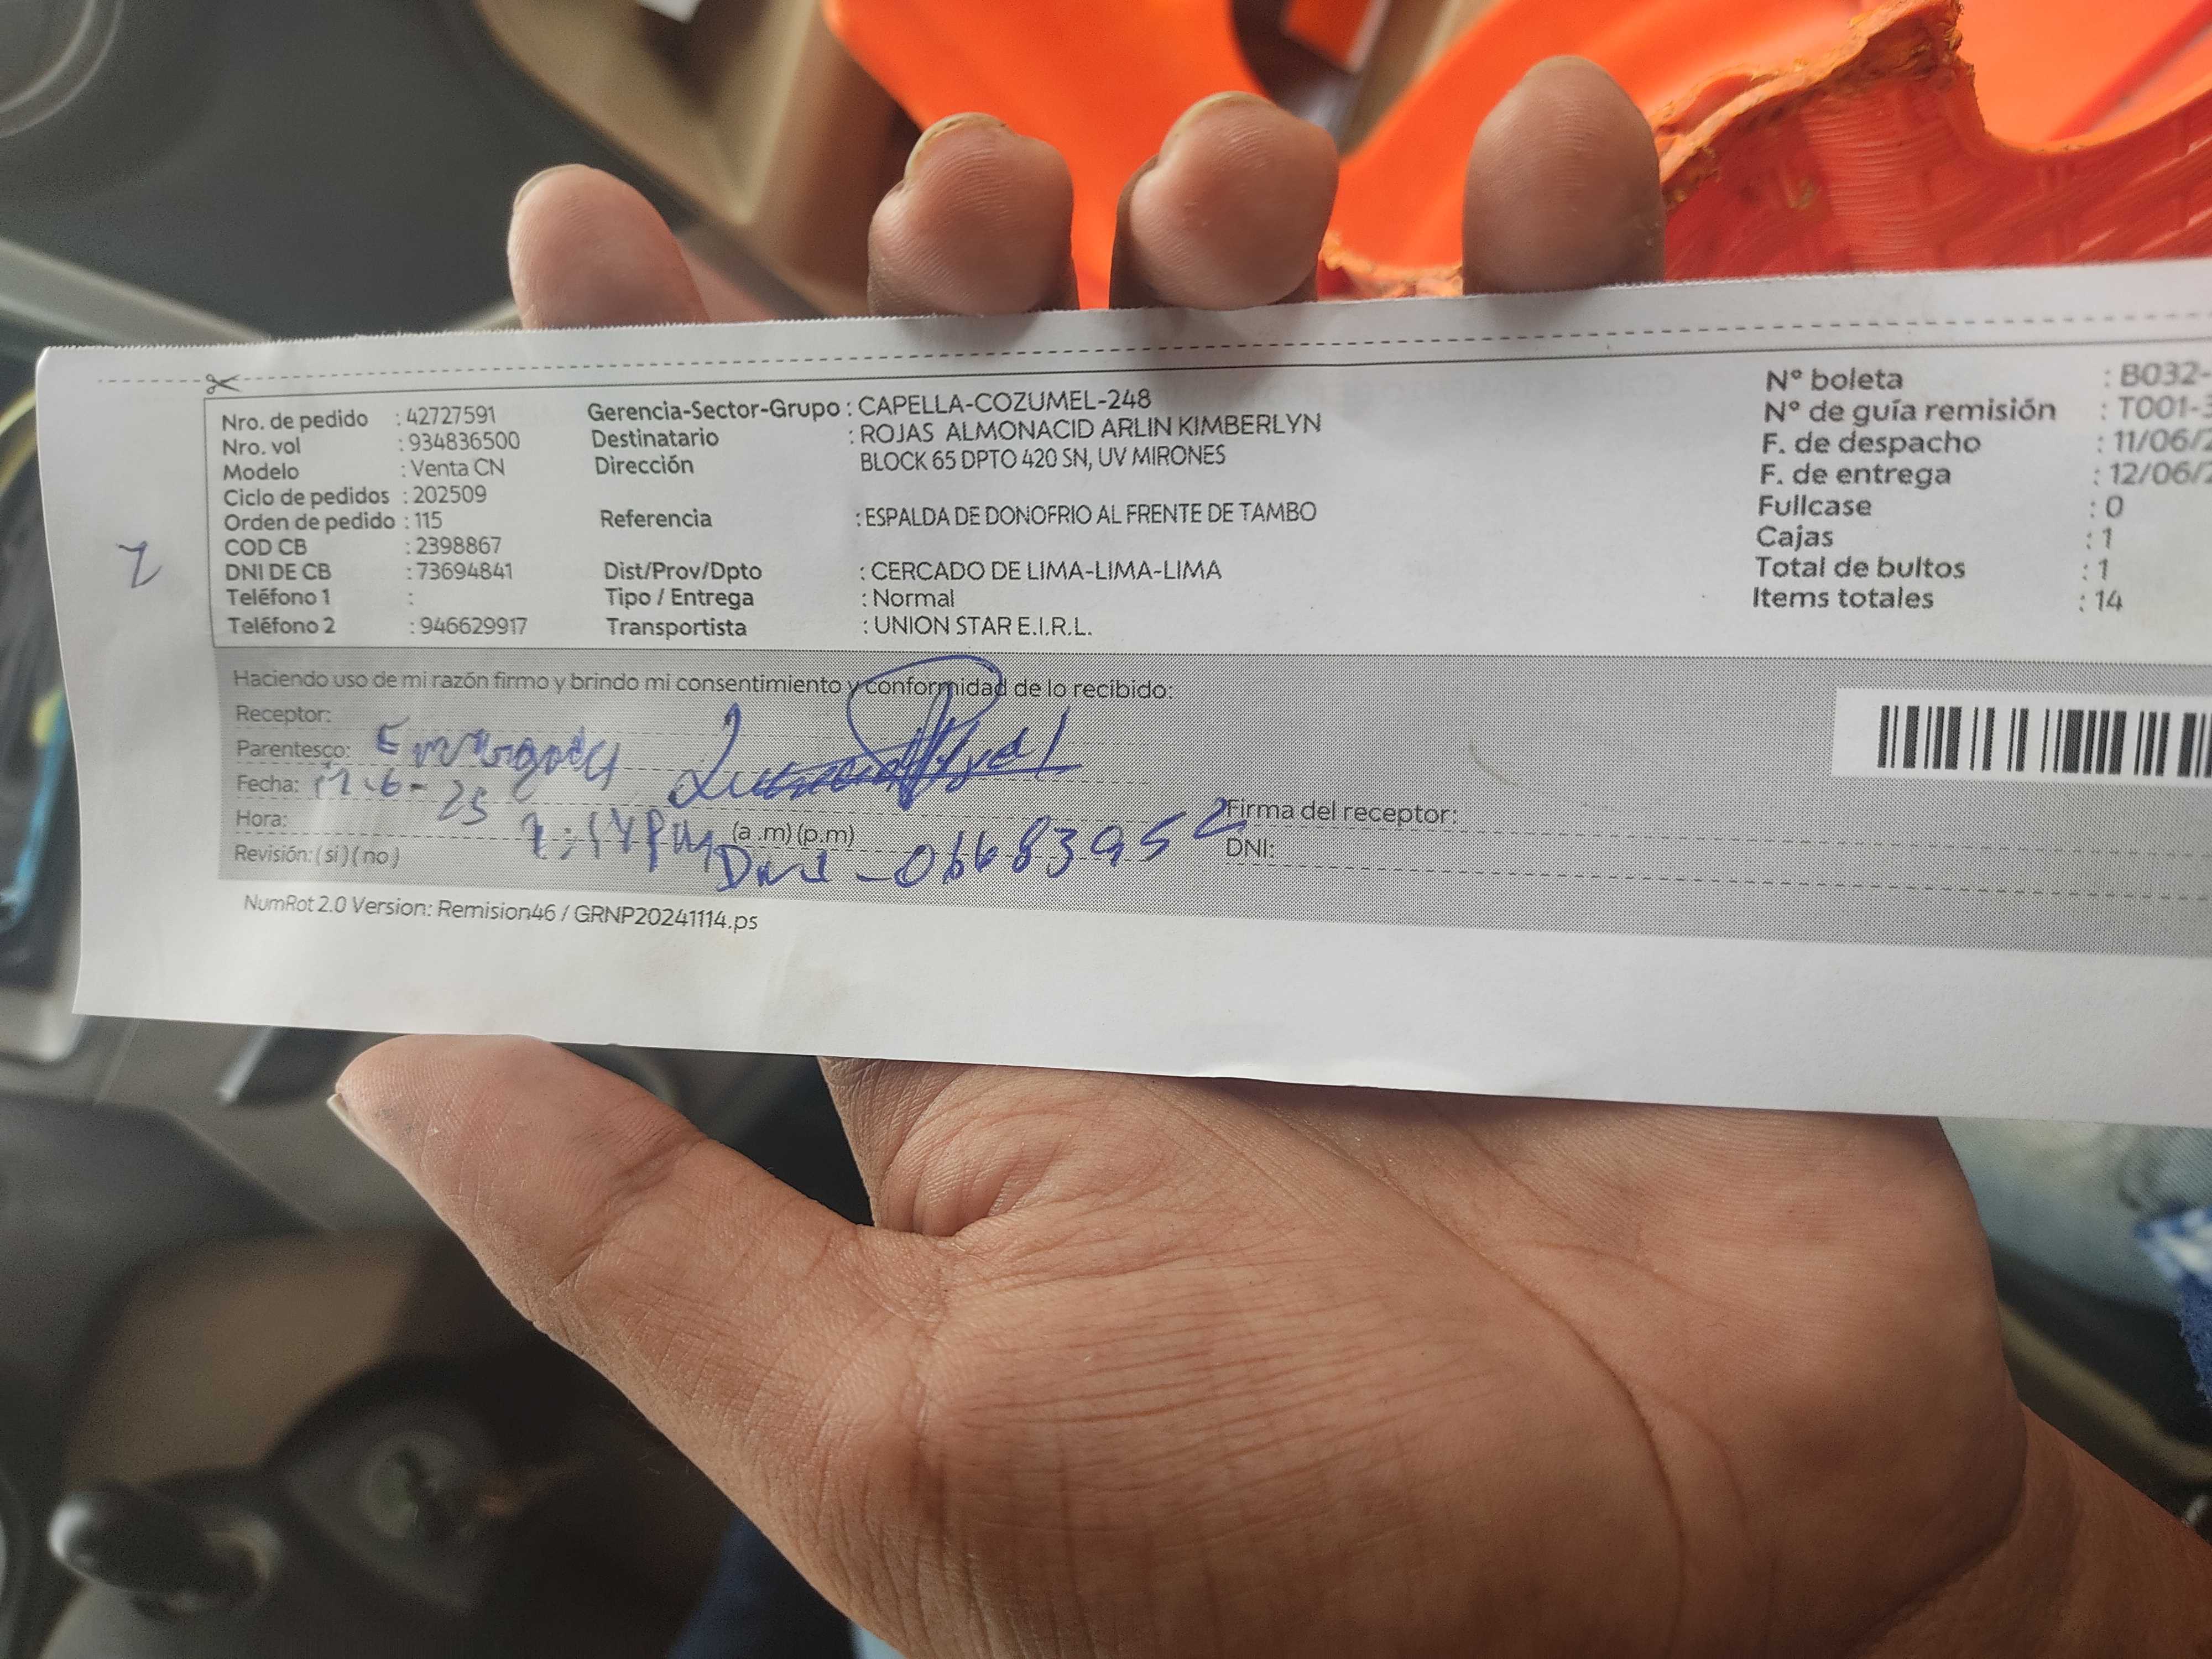 Nro. de pedido : 42727591
Nro. vol : 934836500
Modelo : Venta CN
Ciclo de pedidos : 202509
Orden de pedido : 115
COD CB : 2398867
DNI DE CB : 73694841
Teléfono 1 :
Teléfono 2 : 946629917
Gerencia-Sector-Grupo : CAPELLA-COZUMEL-248
Destinatario : ROJAS ALMONACID ARLIN KIMBERLYN
Dirección BLOCK 65 DPTO 420 SN, UV MIRONES
Referencia : ESPALDA DE DONOFRIO AL FRENTE DE TAMBO
Dist/Prov/Dpto : CERCADO DE LIMA-LIMA-LIMA
Tipo / Entrega : Normal
Transportista : UNION STAR E.I.R.L.
N° boleta : B032-
N° de guía remisión : T001-3
F. de despacho : 11/06/2
F. de entrega : 12/06/2
Fullcase : 0
Cajas : 1
Total de bultos : 1
Items totales : 14
Haciendo uso de mi razón firmo y brindo mi consentimiento y conformidad de lo recibido:
Receptor:
Parentesco:
Fecha: 12-6-25
Hora: (a.m) (p.m)
Revisión: (si) (no)
DNI - 06683952
Firma del receptor:
DNI:
NumRot 2.0 Version: Remision46 / GRNP20241114.ps